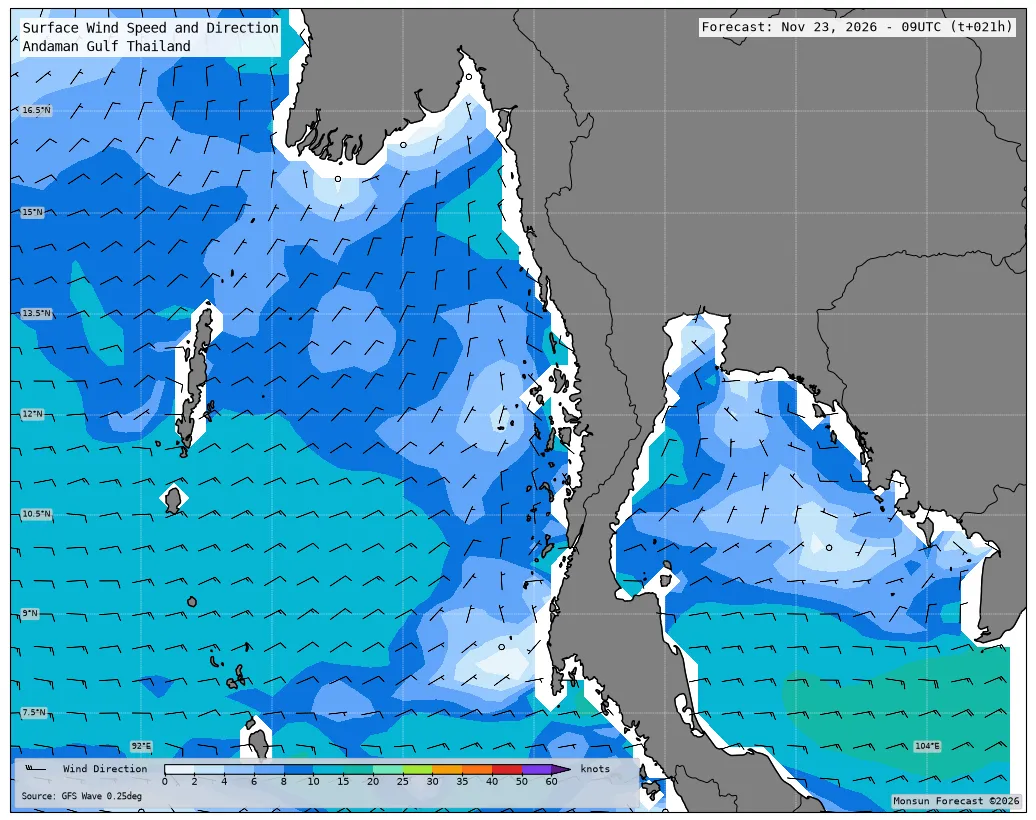 Surface Wind Speed and Direction
Andaman Gulf Thailand
Forecast: Nov 23, 2026 - 09UTC (t+021h)
16.5°N
15°N
13.5°N
12°N
10.5°N
9°N
7.5°N
92°E
104°E
Wind Direction
0 2 4 6 8 10 15 20 25 30 35 40 50 60
knots
Source: GFS Wave 0.25deg
Monsun Forecast ©2026